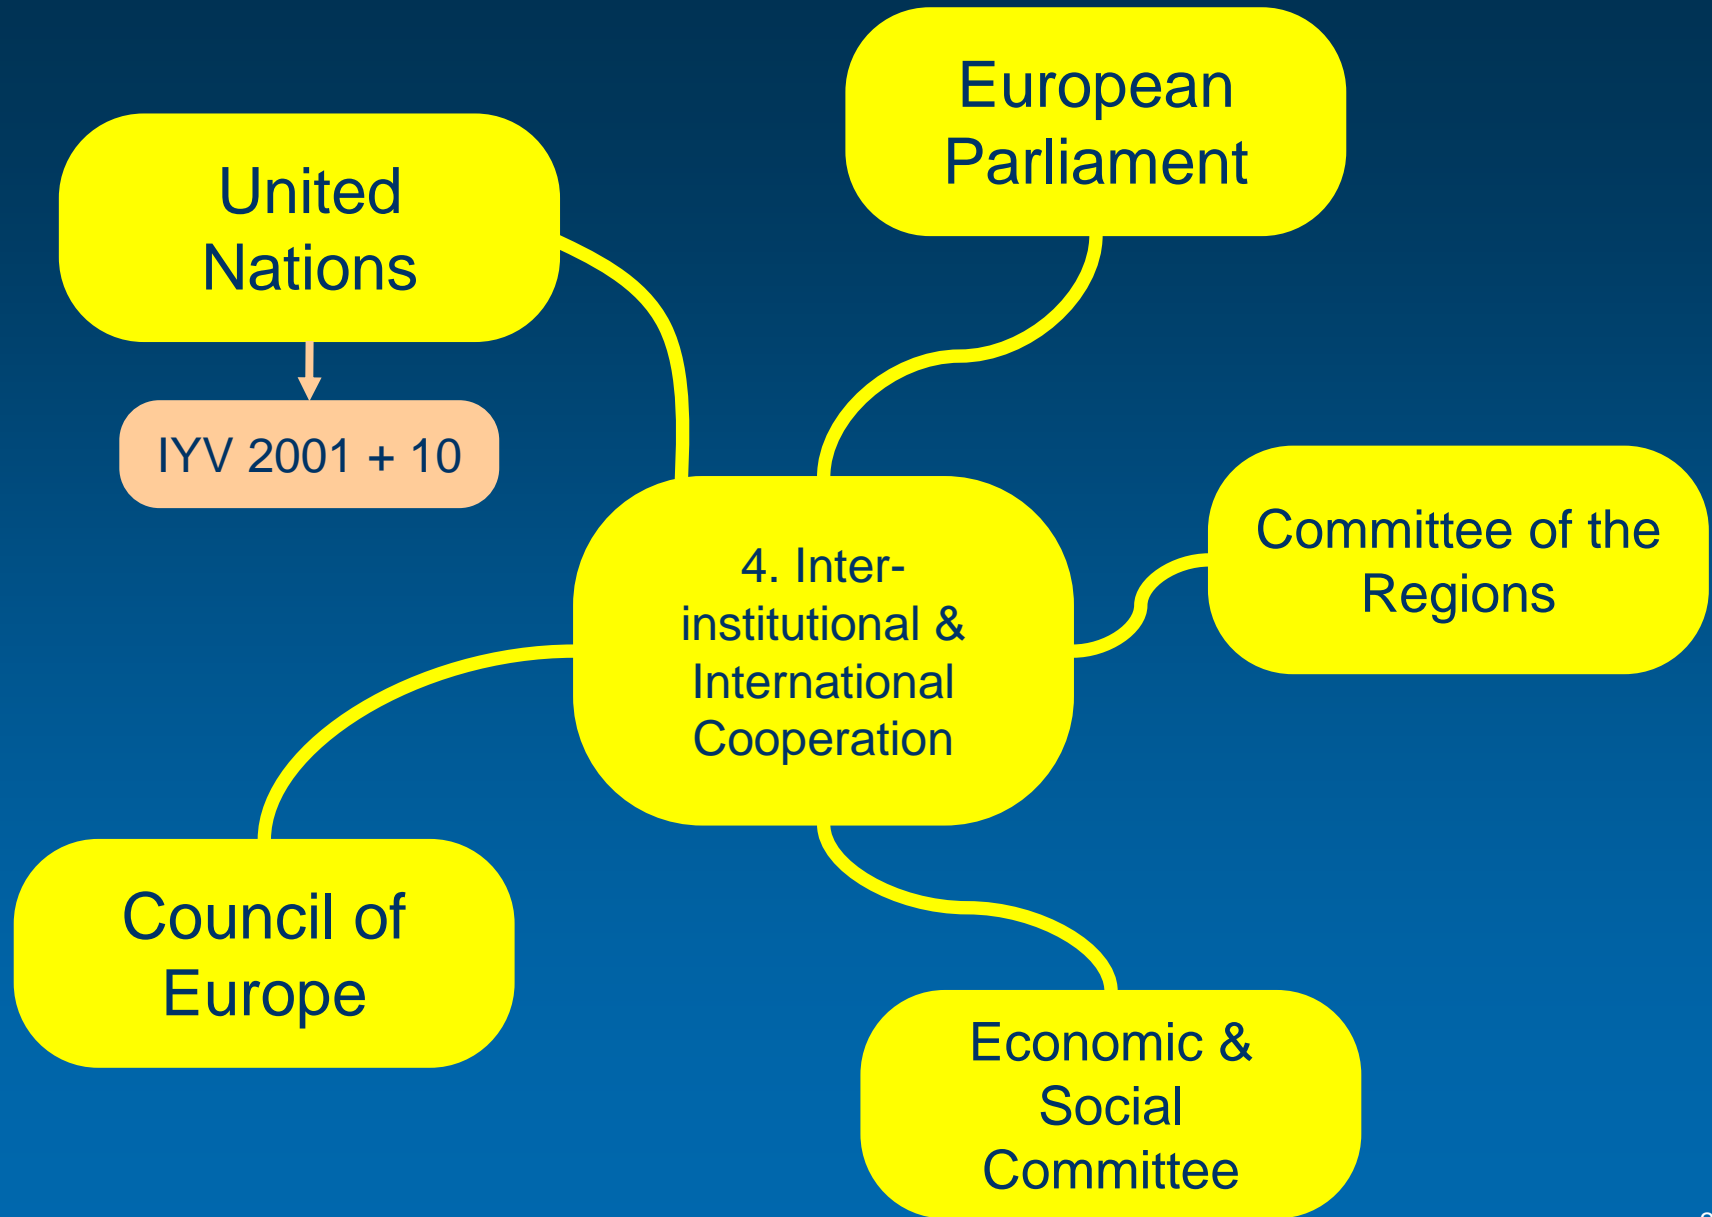 European
Parliament
United
Nations
IYV 2001 + 10
Committee of the
Regions
4. Inter-
institutional &
International
Cooperation
Council of
Europe
Economic &
Social
Committee